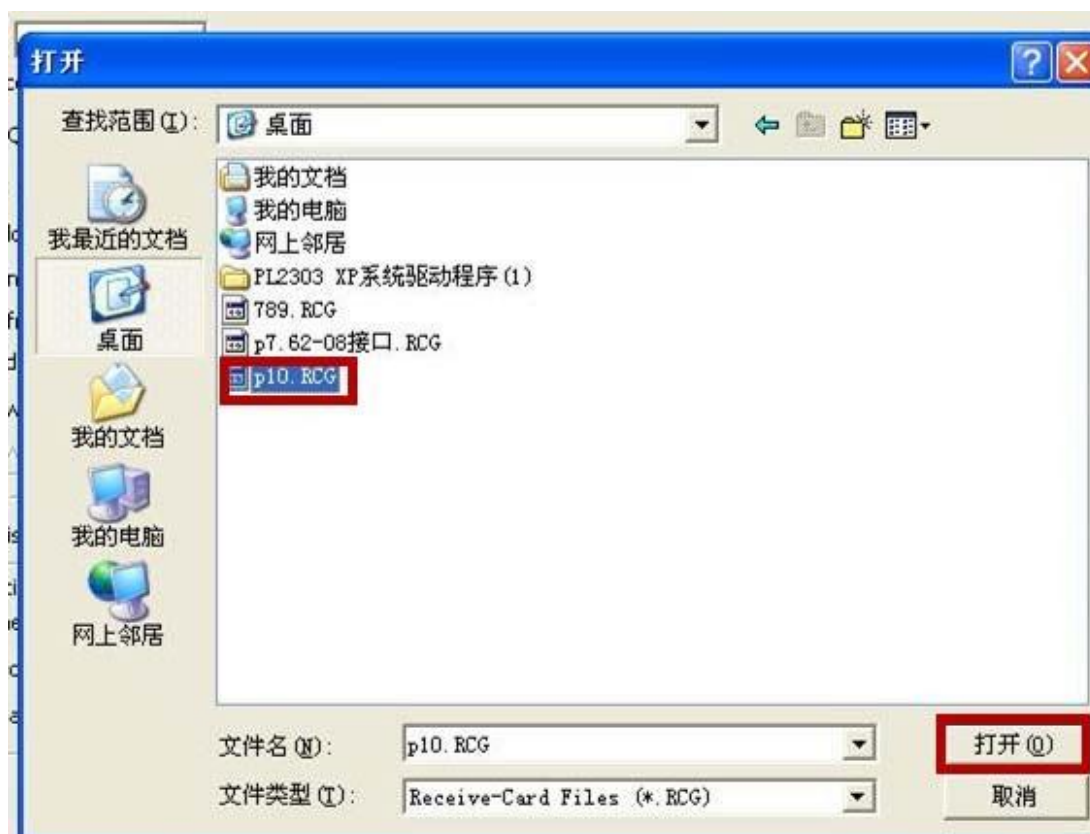 打开
查找范围(I):
桌面
我最近的文档
桌面
我的文档
我的电脑
网上邻居
我的文档
我的电脑
网上邻居
PL2303 XP系统驱动程序(1)
789.RCG
p7.62-08接口.RCG
p10.RCG
文件名(N):
p10.RCG
打开(O)
文件类型(T):
Receive-Card Files (*.RCG)
取消